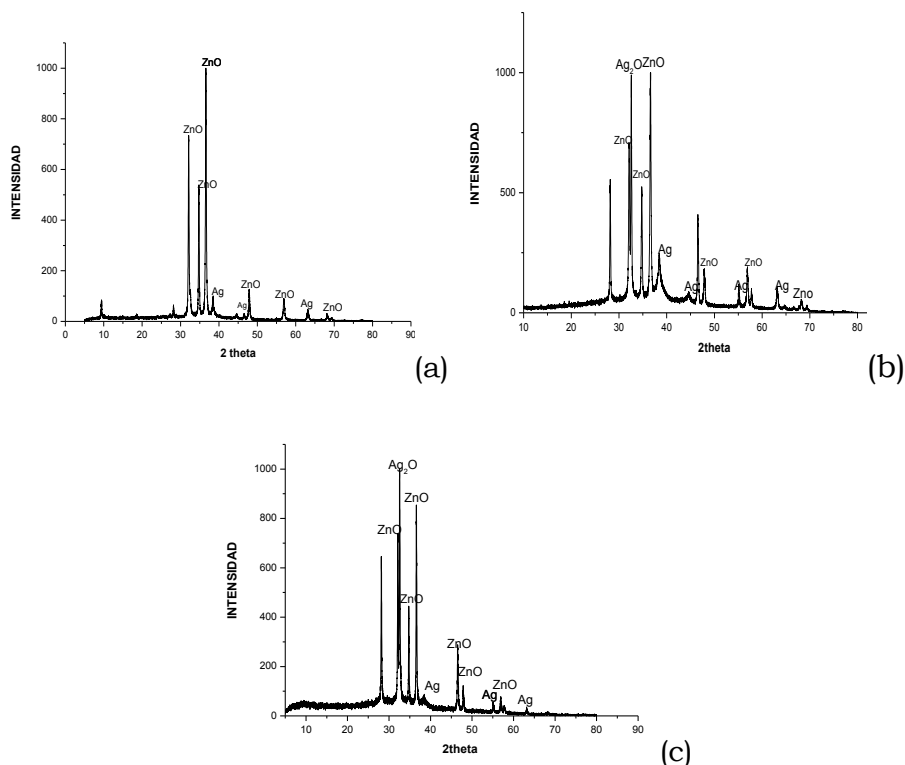 1000
800
600
400
200
0
INTENSIDAD
ZnO
ZnO
ZnO
Ag
Ag
ZnO
ZnO
Ag
ZnO
0 10 20 30 40 50 60 70 80 90
2 theta
(a)
1000
500
0
INTENSIDAD
Ag₂O ZnO
ZnO
ZnO
Ag
Ag
ZnO
Ag
ZnO
Ag
Zno
10 20 30 40 50 60 70 80
2theta
(b)
1000
800
600
400
200
0
INTENSIDAD
Ag₂O
ZnO
ZnO
ZnO
Ag
ZnO
ZnO
Ag
ZnO
Ag
10 20 30 40 50 60 70 80 90
2theta
(c)